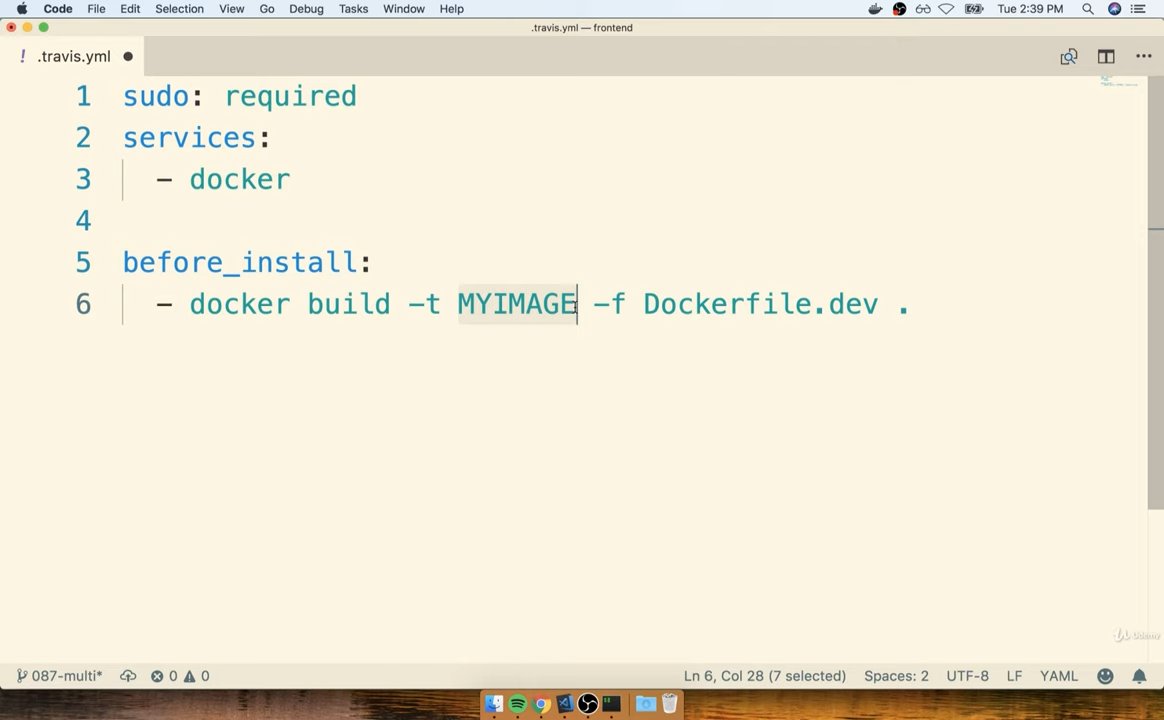 Code File Edit Selection View Go Debug Tasks Window Help Tue 2:39 PM
.travis.yml — frontend
! .travis.yml
1 sudo: required
2 services:
3 - docker
4
5 before_install:
6 - docker build -t MYIMAGE -f Dockerfile.dev .
Udemy
087-multi* 0 0 Ln 6, Col 28 (7 selected) Spaces: 2 UTF-8 LF YAML